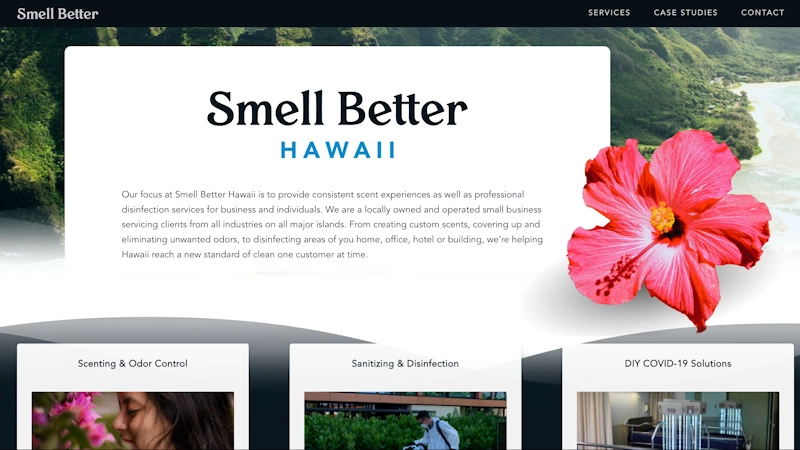 Smell Better
SERVICES CASE STUDIES CONTACT
Smell Better
HAWAII
Our focus at Smell Better Hawaii is to provide consistent scent experiences as well as professional
disinfection services for business and individuals. We are a locally owned and operated small business
servicing clients from all industries on all major islands. From creating custom scents, covering up and
eliminating unwanted odors, to disinfecting areas of you home, office, hotel or building, we're helping
Hawaii reach a new standard of clean one customer at time.
Scenting & Odor Control
Sanitizing & Disinfection
DIY COVID-19 Solutions